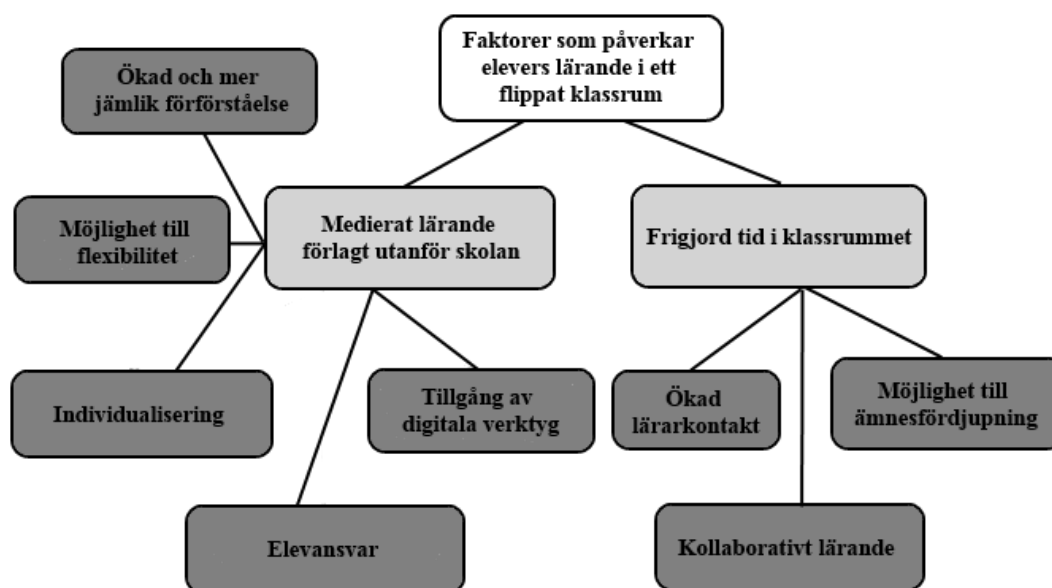 Faktorer som påverkar
elevers lärande i ett
flippat klassrum
Ökad och mer
jämlik förförståelse
Möjlighet till
flexibilitet
Medierat lärande
förlagt utanför skolan
Frigjord tid i klassrummet
Individualisering
Tillgång av
digitala verktyg
Ökad
lärarkontakt
Möjlighet till
ämnesfördjupning
Elevansvar
Kollaborativt lärande